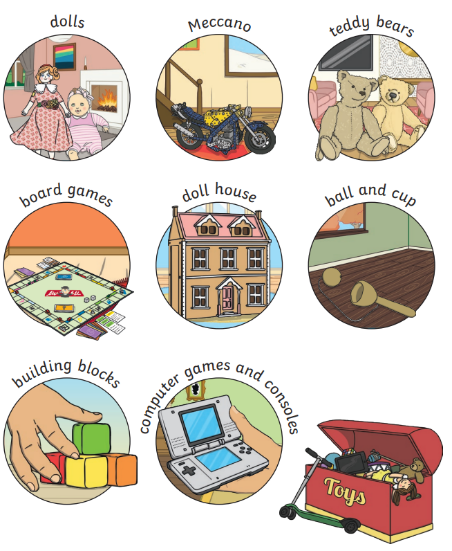 dolls
Meccano
teddy bears
board games
doll house
ball and cup
building blocks
computer games and consoles
Toys